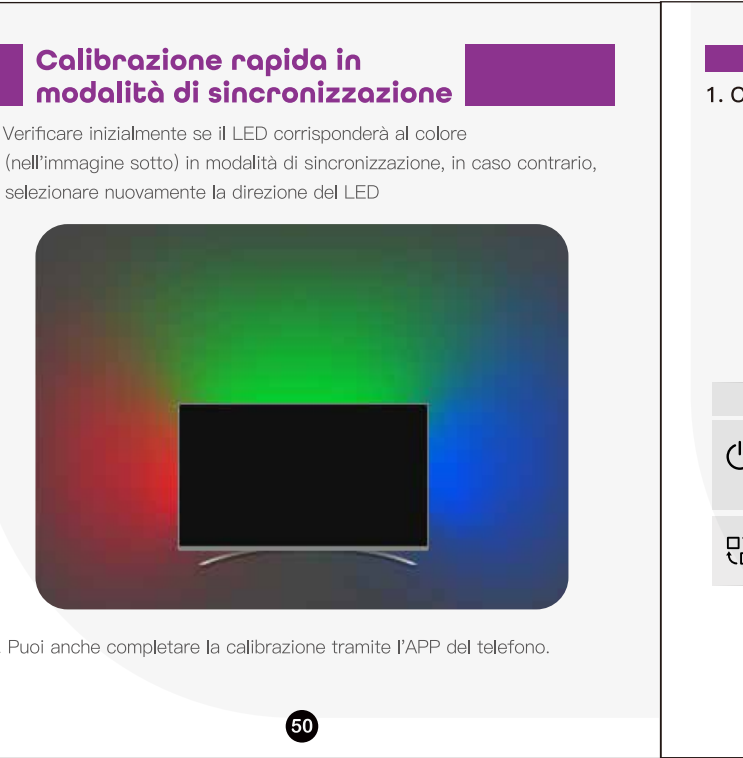 Calibrazione rapida in
modalità di sincronizzazione
Verificare inizialmente se il LED corrisponderà al colore
(nell'immagine sotto) in modalità di sincronizzazione, in caso contrario,
selezionare nuovamente la direzione del LED
. Puoi anche completare la calibrazione tramite l'APP del telefono.
50
1.